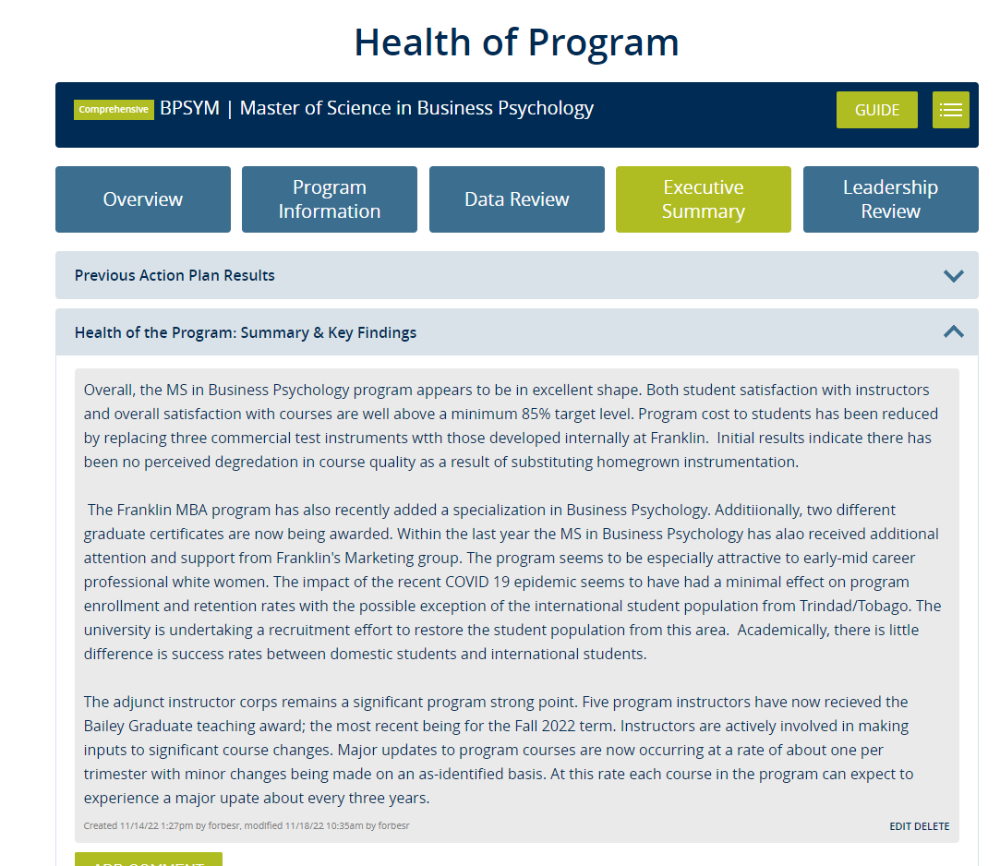 Health of Program
Comprehensive BPSYM | Master of Science in Business Psychology
GUIDE
Overview
Program
Information
Data Review
Executive
Summary
Leadership
Review
Previous Action Plan Results
Health of the Program: Summary & Key Findings
Overall, the MS in Business Psychology program appears to be in excellent shape. Both student satisfaction with instructors
and overall satisfaction with courses are well above a minimum 85% target level. Program cost to students has been reduced
by replacing three commercial test instruments wtth those developed internally at Franklin.  Initial results indicate there has
been no perceived degredation in course quality as a result of substituting homegrown instrumentation.
The Franklin MBA program has also recently added a specialization in Business Psychology. Additiionally, two different
graduate certificates are now being awarded. Within the last year the MS in Business Psychology has alao received additional
attention and support from Franklin's Marketing group. The program seems to be especially attractive to early-mid career
professional white women. The impact of the recent COVID 19 epidemic seems to have had a minimal effect on program
enrollment and retention rates with the possible exception of the international student population from Trindad/Tobago. The
university is undertaking a recruitment effort to restore the student population from this area.  Academically, there is little
difference is success rates between domestic students and international students.
The adjunct instructor corps remains a significant program strong point. Five program instructors have now recieved the
Bailey Graduate teaching award; the most recent being for the Fall 2022 term. Instructors are actively involved in making
inputs to significant course changes. Major updates to program courses are now occurring at a rate of about one per
trimester with minor changes being made on an as-identified basis. At this rate each course in the program can expect to
experience a major upate about every three years.
Created 11/14/22 1:27pm by forbesr, modified 11/18/22 10:35am by forbesr
EDIT DELETE
ADD COMMENT